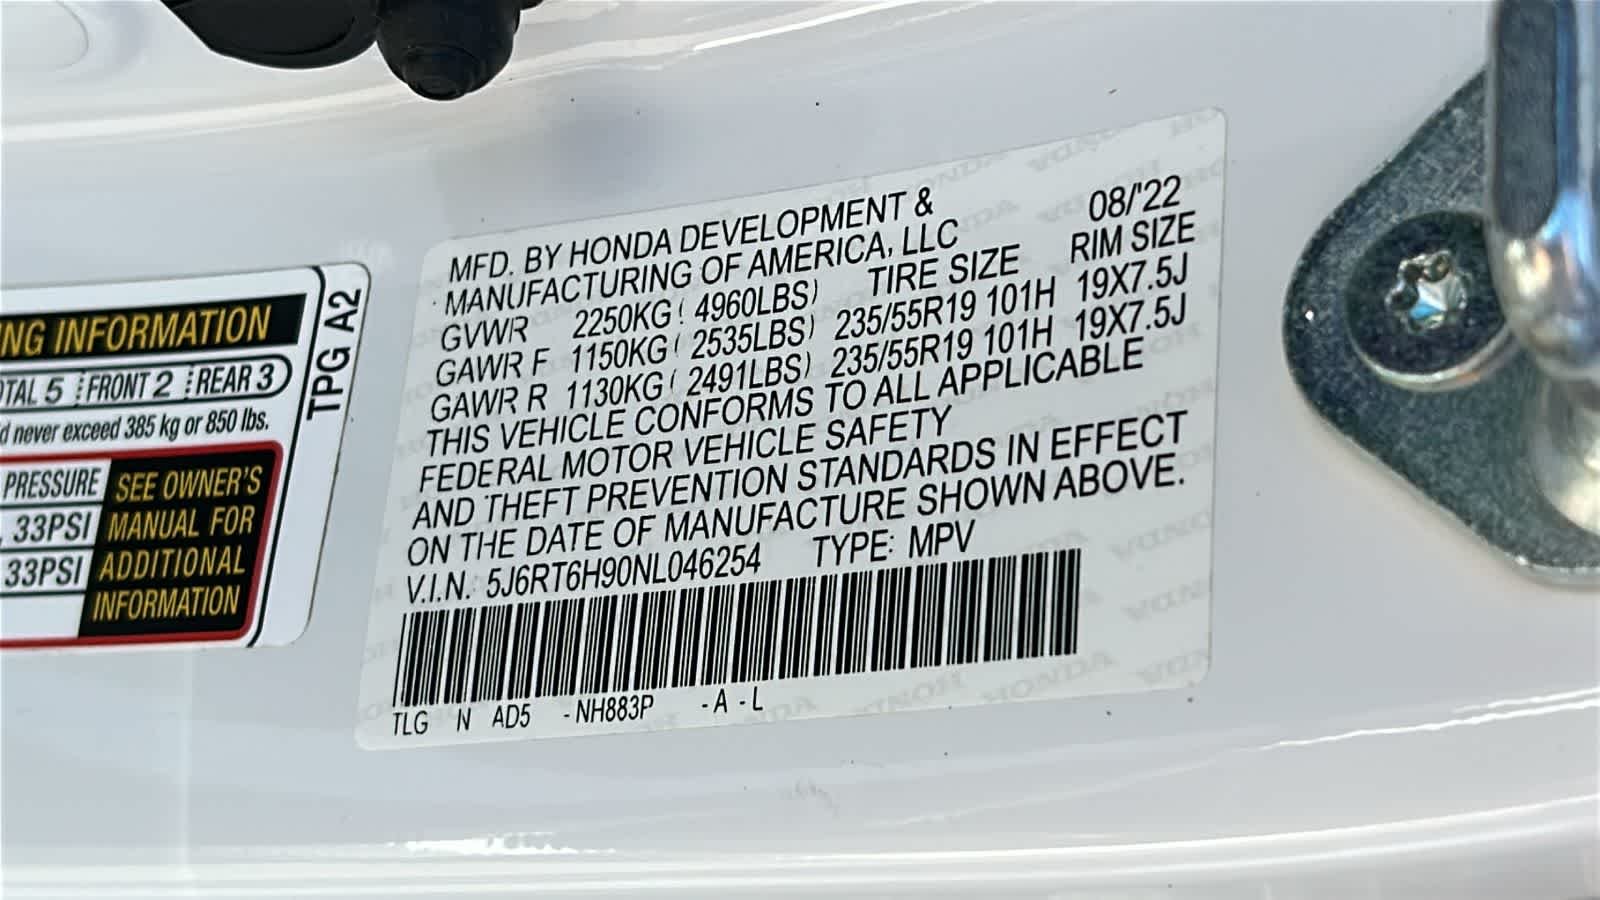 NG INFORMATION
OTAL 5 FRONT 2 REAR 3
d never exceed 385 kg or 850 lbs.
PRESSURE
33PSI
33PSI
SEE OWNER'S
MANUAL FOR
ADDITIONAL
INFORMATION
TPG A2
MFD. BY HONDA DEVELOPMENT & 08/'22
MANUFACTURING OF AMERICA, LLC
TIRE SIZE RIM SIZE
GVWR 2250KG ( 4960LBS)
GAWR F 1150KG ( 2535LBS) 235/55R19 101H 19X7.5J
GAWR R 1130KG ( 2491LBS) 235/55R19 101H 19X7.5J
THIS VEHICLE CONFORMS TO ALL APPLICABLE
FEDERAL MOTOR VEHICLE SAFETY
AND THEFT PREVENTION STANDARDS IN EFFECT
ON THE DATE OF MANUFACTURE SHOWN ABOVE.
V.I.N.: 5J6RT6H90NL046254 TYPE: MPV
TLG N AD5 -NH883P -A -L